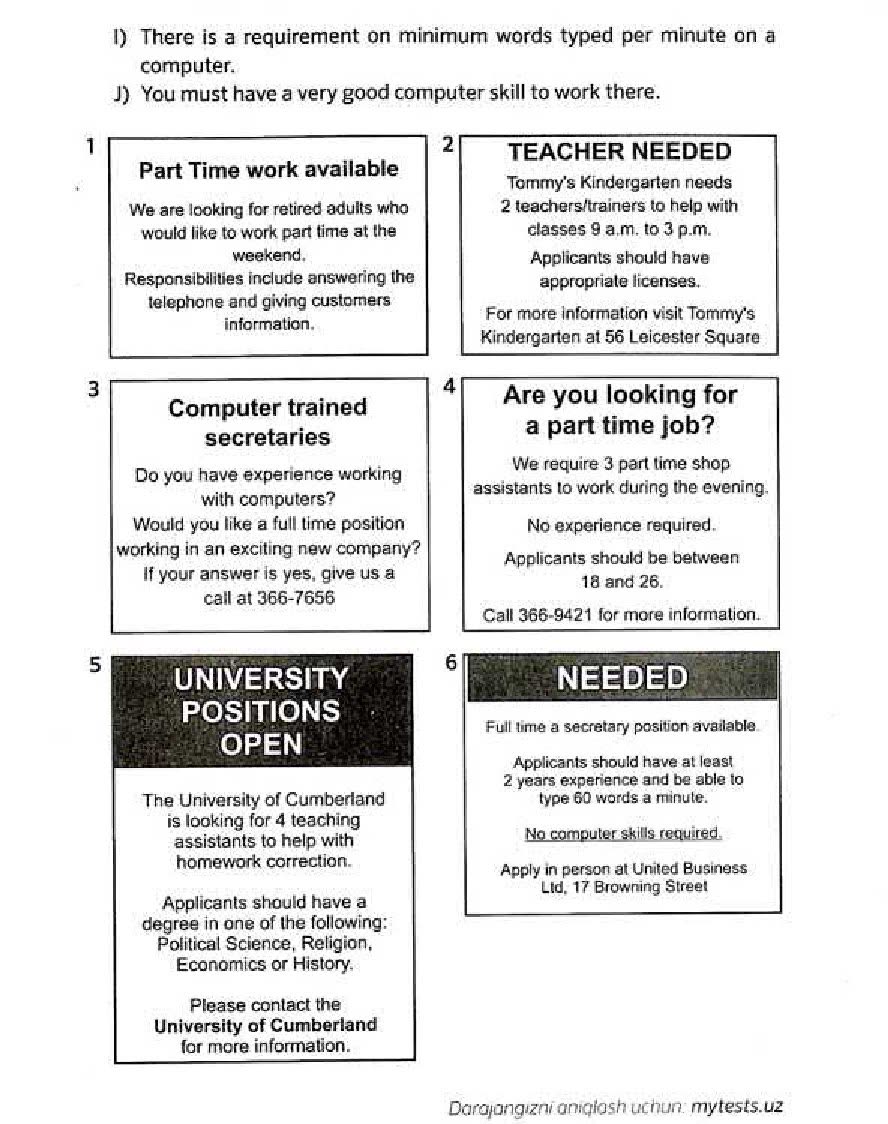 I) There is a requirement on minimum words typed per minute on a
computer.
J) You must have a very good computer skill to work there.
1
Part Time work available
We are looking for retired adults who
would like to work part time at the
weekend.
Responsibilities include answering the
telephone and giving customers
information.
2
TEACHER NEEDED
Tommy's Kindergarten needs
2 teachers/trainers to help with
classes 9 a.m. to 3 p.m.
Applicants should have
appropriate licenses.
For more information visit Tommy's
Kindergarten at 56 Leicester Square
3
Computer trained
secretaries
Do you have experience working
with computers?
Would you like a full time position
working in an exciting new company?
If your answer is yes, give us a
call at 366-7656
4
Are you looking for
a part time job?
We require 3 part time shop
assistants to work during the evening.
No experience required.
Applicants should be between
18 and 26.
Call 366-9421 for more information.
5
UNIVERSITY
POSITIONS
OPEN
The University of Cumberland
is looking for 4 teaching
assistants to help with
homework correction.
Applicants should have a
degree in one of the following:
Political Science, Religion,
Economics or History.
Please contact the
University of Cumberland
for more information.
6
NEEDED
Full time a secretary position available.
Applicants should have at least
2 years experience and be able to
type 60 words a minute.
No computer skills required.
Apply in person at United Business
Ltd, 17 Browning Street
Darajangizni aniqlash uchun: mytests.uz